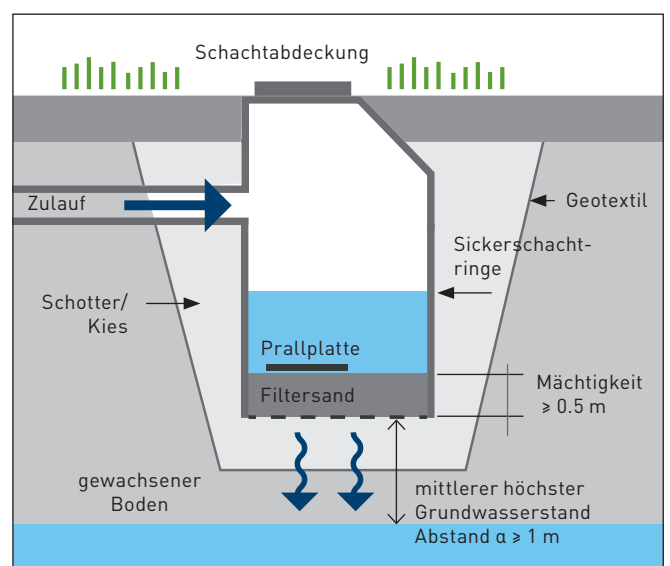 Schachtabdeckung
Zulauf
Geotextil
Sickerschacht-
ringe
Schotter/
Kies
Prallplatte
Filtersand
Mächtigkeit
≥ 0.5 m
gewachsener
Boden
mittlerer höchster
Grundwasserstand
Abstand α ≥ 1 m